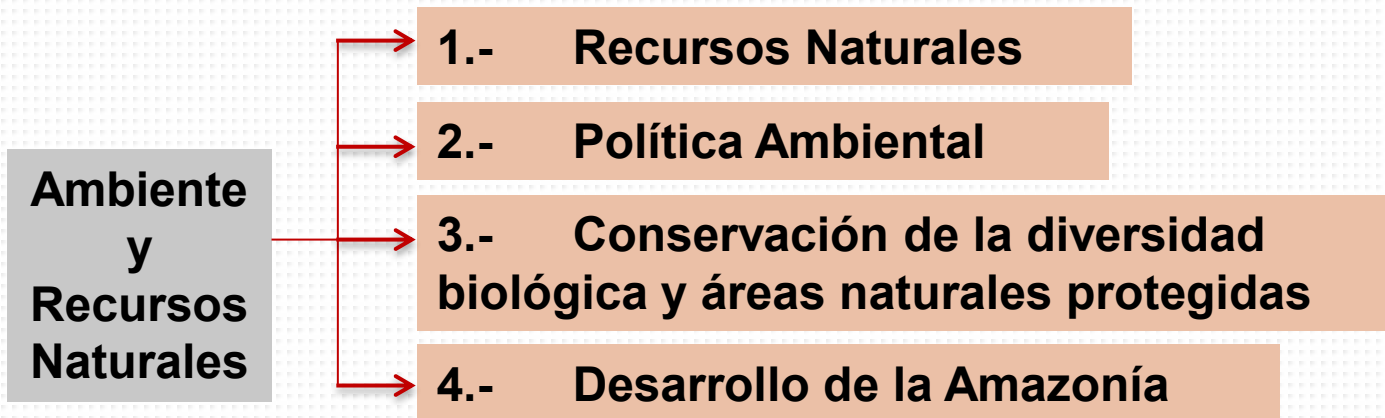 Ambiente
y
Recursos
Naturales
1.- Recursos Naturales
2.- Política Ambiental
3.- Conservación de la diversidad
biológica y áreas naturales protegidas
4.- Desarrollo de la Amazonía